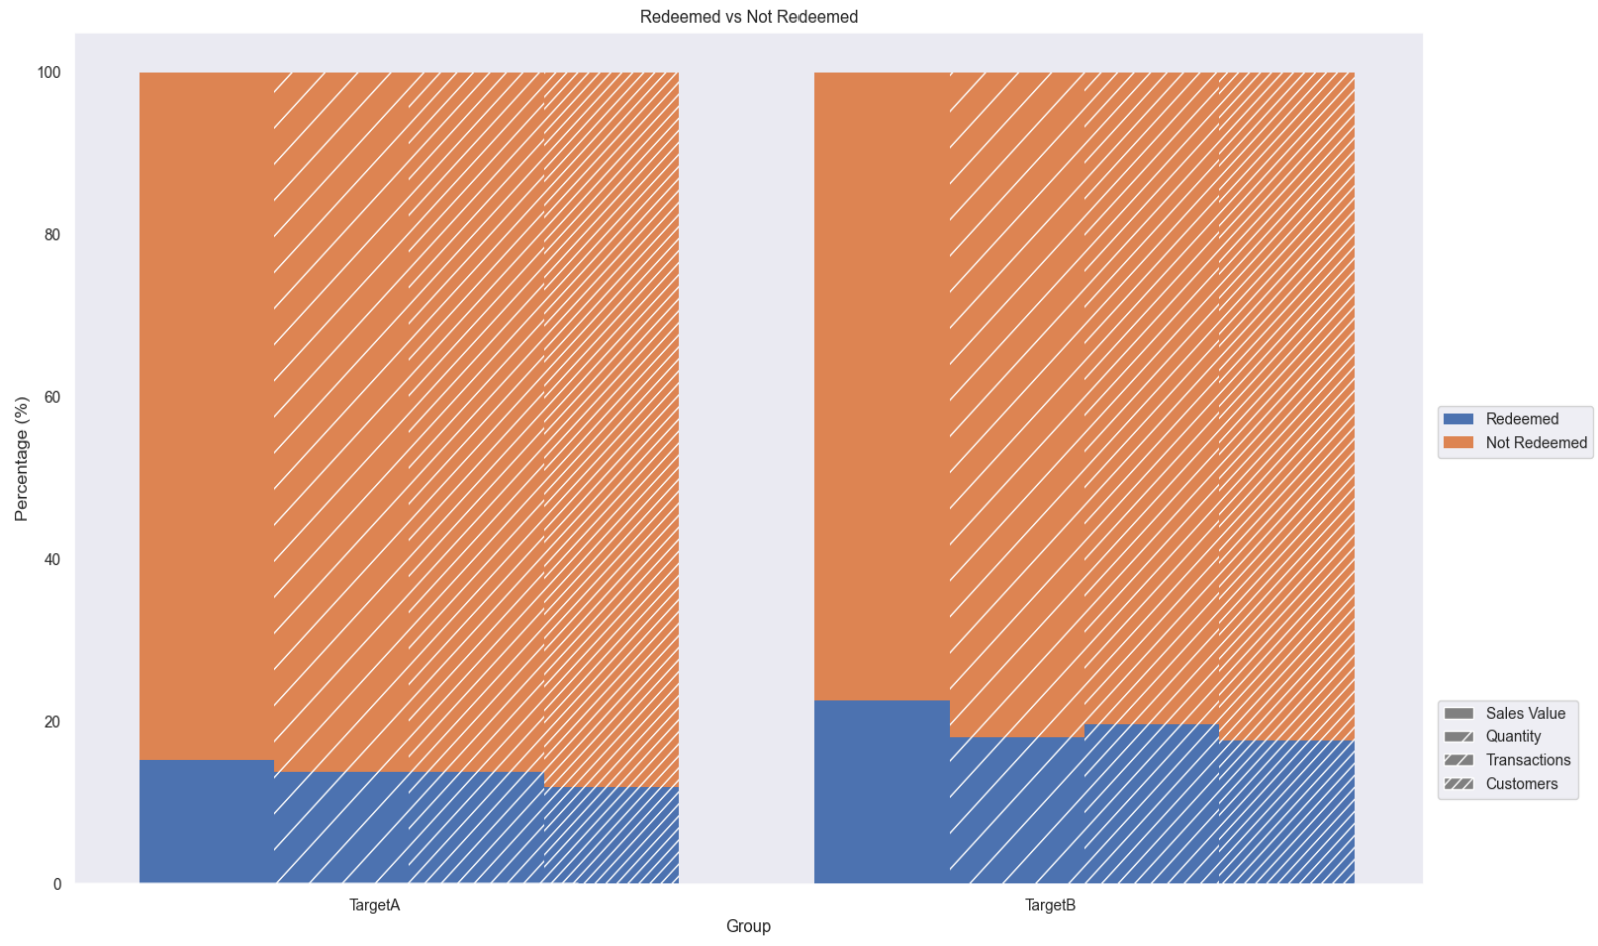 Redeemed vs Not Redeemed
100
80
60
40
20
0
Percentage (%)
TargetA
TargetB
Group
Redeemed
Not Redeemed
Sales Value
Quantity
Transactions
Customers